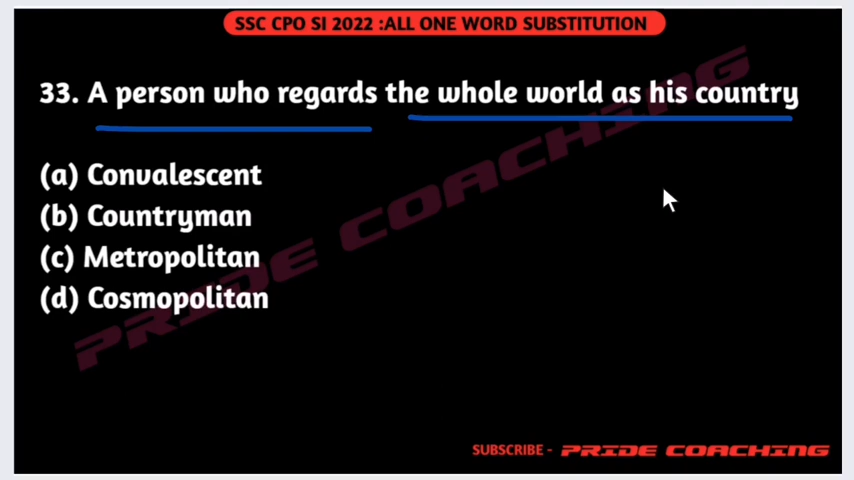 SSC CPO SI 2022 :ALL ONE WORD SUBSTITUTION
33. A person who regards the whole world as his country
(a) Convalescent
(b) Countryman
(c) Metropolitan
(d) Cosmopolitan
PRIDE COACHING
SUBSCRIBE - PRIDE COACHING